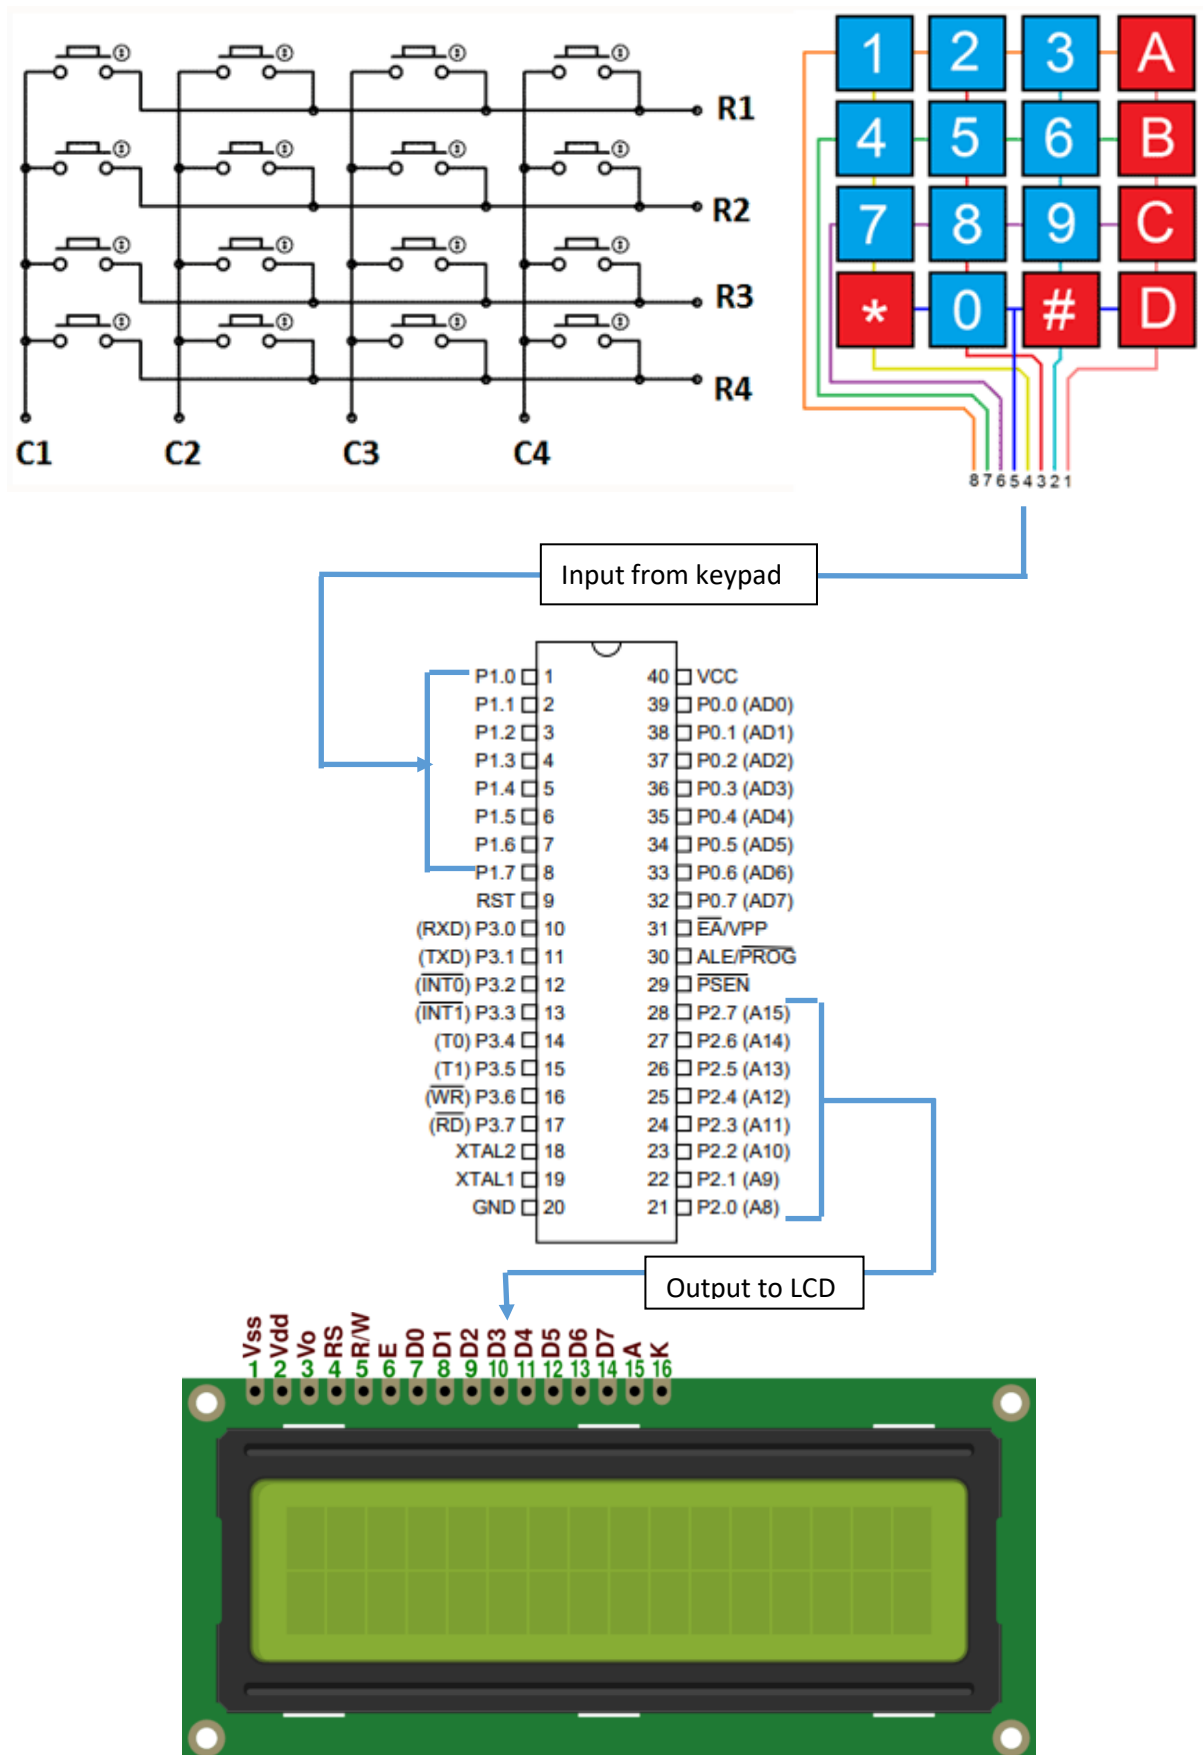 R1
R2
R3
R4
C1 C2 C3 C4
1 2 3 A
4 5 6 B
7 8 9 C
* 0 # D
8 7 6 5 4 3 2 1
Input from keypad
P1.0 1 40 VCC
P1.1 2 39 P0.0 (AD0)
P1.2 3 38 P0.1 (AD1)
P1.3 4 37 P0.2 (AD2)
P1.4 5 36 P0.3 (AD3)
P1.5 6 35 P0.4 (AD4)
P1.6 7 34 P0.5 (AD5)
P1.7 8 33 P0.6 (AD6)
RST 9 32 P0.7 (AD7)
(RXD) P3.0 10 31 EA/VPP
(TXD) P3.1 11 30 ALE/PROG
(INT0) P3.2 12 29 PSEN
(INT1) P3.3 13 28 P2.7 (A15)
(T0) P3.4 14 27 P2.6 (A14)
(T1) P3.5 15 26 P2.5 (A13)
(WR) P3.6 16 25 P2.4 (A12)
(RD) P3.7 17 24 P2.3 (A11)
XTAL2 18 23 P2.2 (A10)
XTAL1 19 22 P2.1 (A9)
GND 20 21 P2.0 (A8)
Output to LCD
Vss Vdd Vo RS R/W E D0 D1 D2 D3 D4 D5 D6 D7 A K
1 2 3 4 5 6 7 8 9 10 11 12 13 14 15 16